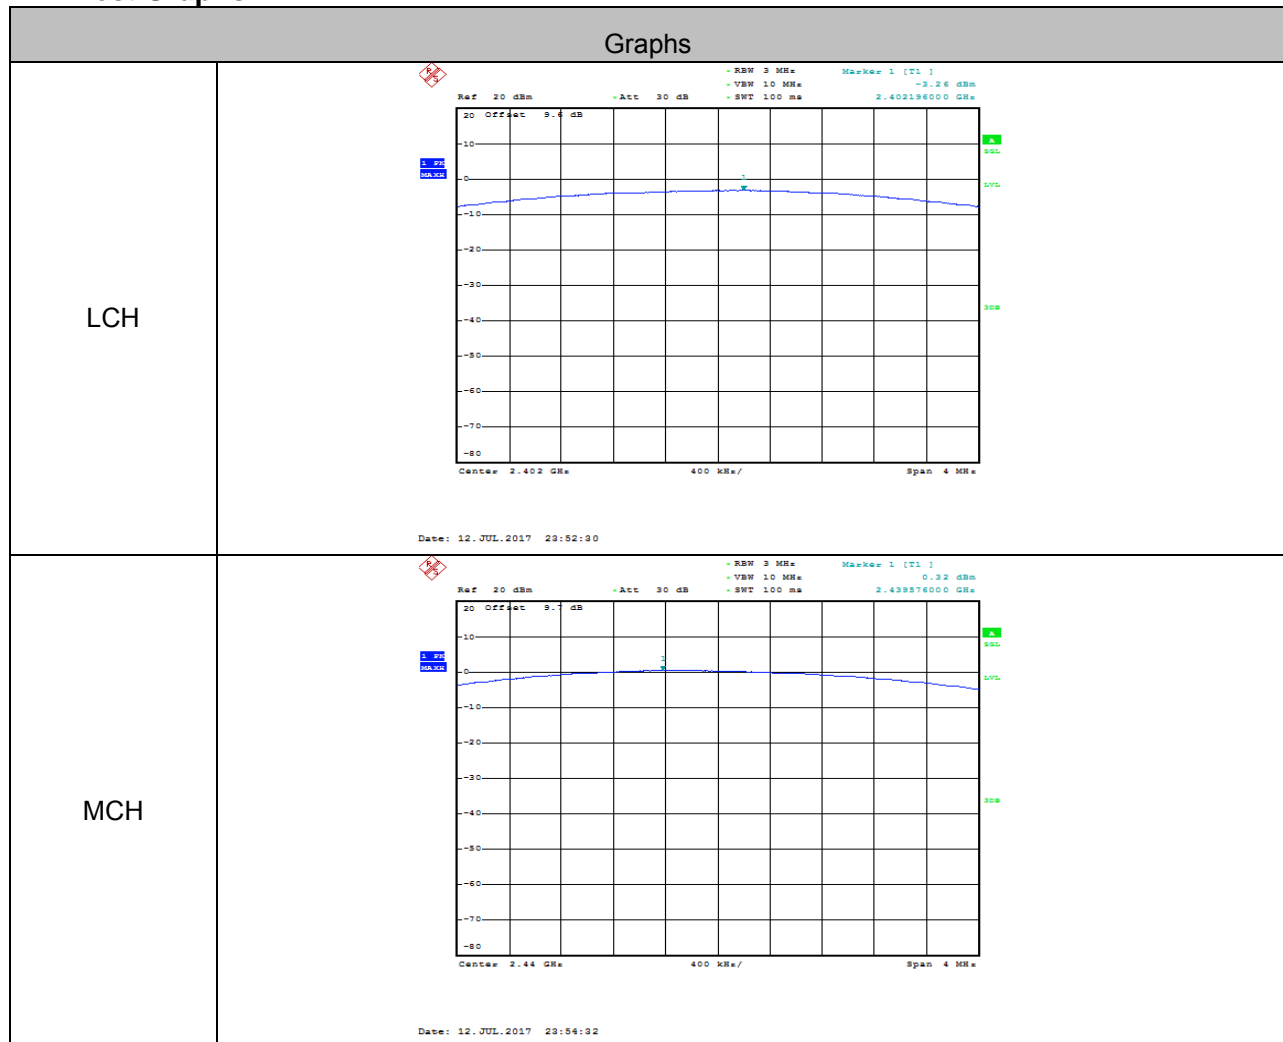 Graphs
LCH
RBW 3 MHz Marker 1 [T1 ]
VBW 10 MHz -3.26 dBm
Ref 20 dBm Att 30 dB SWT 100 ms 2.402196000 GHz
20 Offset 9.6 dB
A
SGL
10
1 PK
MAXH
0
1
LVL
-10
-20
-30
3DB
-40
-50
-60
-70
-80
Center 2.402 GHz 400 kHz/ Span 4 MHz
Date: 12.JUL.2017 23:52:30
MCH
RBW 3 MHz Marker 1 [T1 ]
VBW 10 MHz 0.32 dBm
Ref 20 dBm Att 30 dB SWT 100 ms 2.439576000 GHz
20 Offset 9.7 dB
A
SGL
10
1 PK
MAXH
0
1
LVL
-10
-20
-30
3DB
-40
-50
-60
-70
-80
Center 2.44 GHz 400 kHz/ Span 4 MHz
Date: 12.JUL.2017 23:54:32